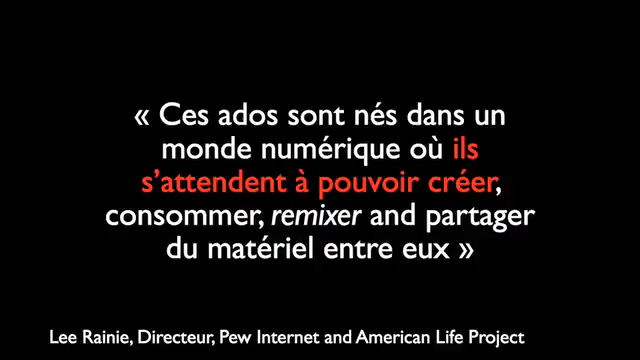 « Ces ados sont nés dans un
monde numérique où ils
s’attendent à pouvoir créer,
consommer, remixer and partager
du matériel entre eux »
Lee Rainie, Directeur, Pew Internet and American Life Project